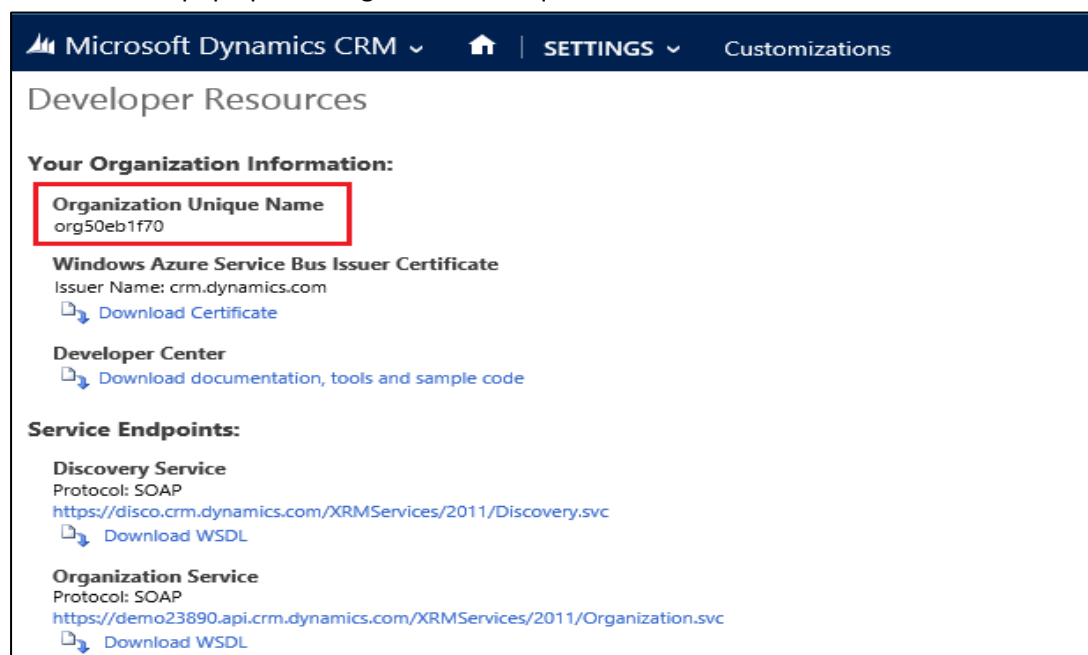 Microsoft Dynamics CRM SETTINGS Customizations
Developer Resources
Your Organization Information:
Organization Unique Name
org50eb1f70
Windows Azure Service Bus Issuer Certificate
Issuer Name: crm.dynamics.com
Download Certificate
Developer Center
Download documentation, tools and sample code
Service Endpoints:
Discovery Service
Protocol: SOAP
https://disco.crm.dynamics.com/XRMServices/2011/Discovery.svc
Download WSDL
Organization Service
Protocol: SOAP
https://demo23890.api.crm.dynamics.com/XRMServices/2011/Organization.svc
Download WSDL